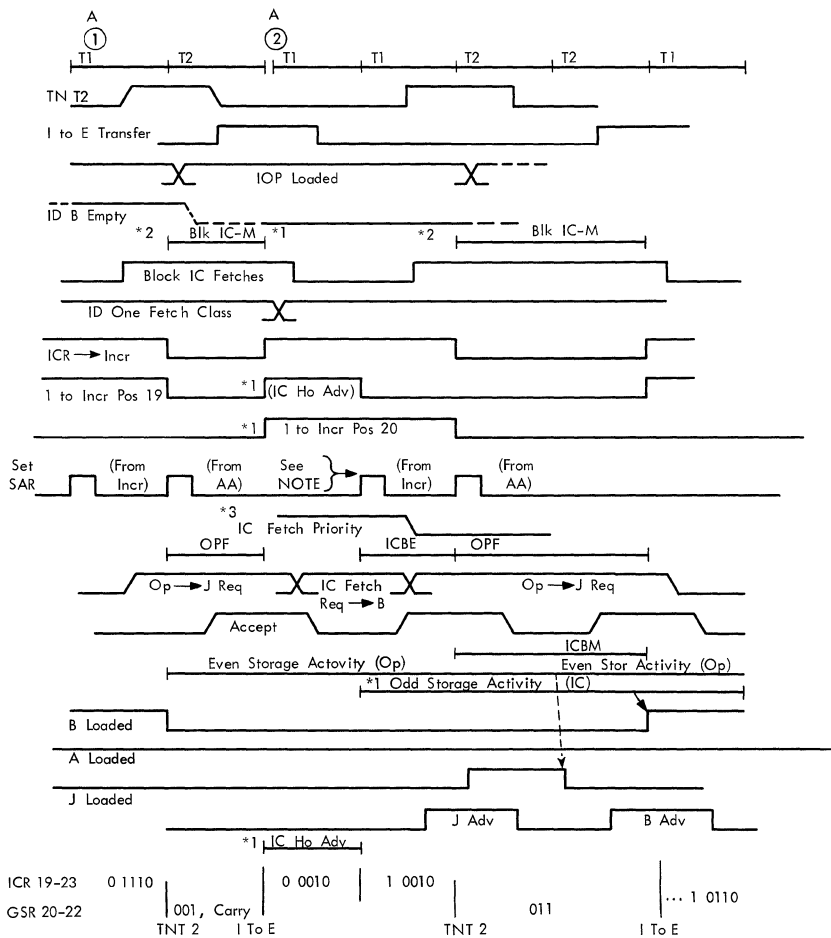 A A
1 2
T1 T2 T1 T1 T2 T2 T1
TN T2
I to E Transfer
IOP Loaded
ID B Empty
*2 Blk IC-M *1 *2 Blk IC-M
Block IC Fetches
ID One Fetch Class
ICR → Incr
1 to Incr Pos 19 *1 (IC Ho Adv)
*1 1 to Incr Pos 20
Set (From (From See (From (From
SAR Incr) AA) NOTE Incr) AA)
*3
IC Fetch Priority
OPF ICBE OPF
Op → J Req IC Fetch Op → J Req
Req → B
Accept
ICBM
Even Storage Actovity (Op) Even Stor Activity (Op)
*1 Odd Storage Activity (IC)
B Loaded
A Loaded
J Loaded
J Adv B Adv
*1 IC Ho Adv
ICR 19-23 0 1110 0 0010 1 0010 ... 1 0110
GSR 20-22 001, Carry 011
TNT 2 I To E TNT 2 I To E